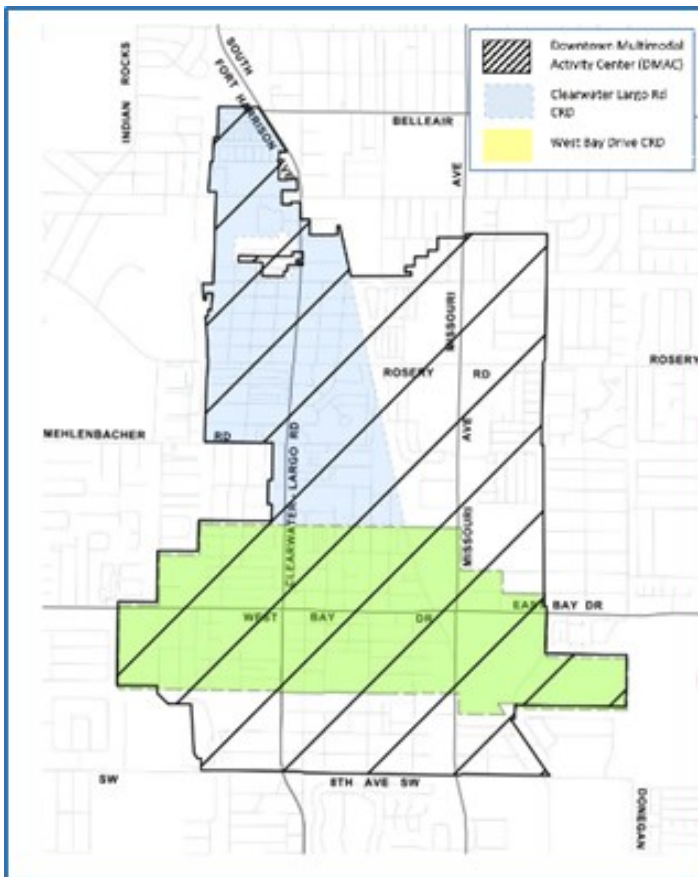 Downtown Multimodal
Activity Center (DMAC)
Clearwater Largo Rd
CRD
West Bay Drive CRD
INDIAN ROCKS
SOUTH
FORT HARRISON AVE
BELLEAIR
AVE
MISSOURI
ROSERY RD
ROSERY
AVE
MEHLENBACHER RD
CLEARWATER-LARGO RD
MISSOURI
WEST BAY DR
EAST BAY DR
SW
8TH AVE SW
DONEGAN